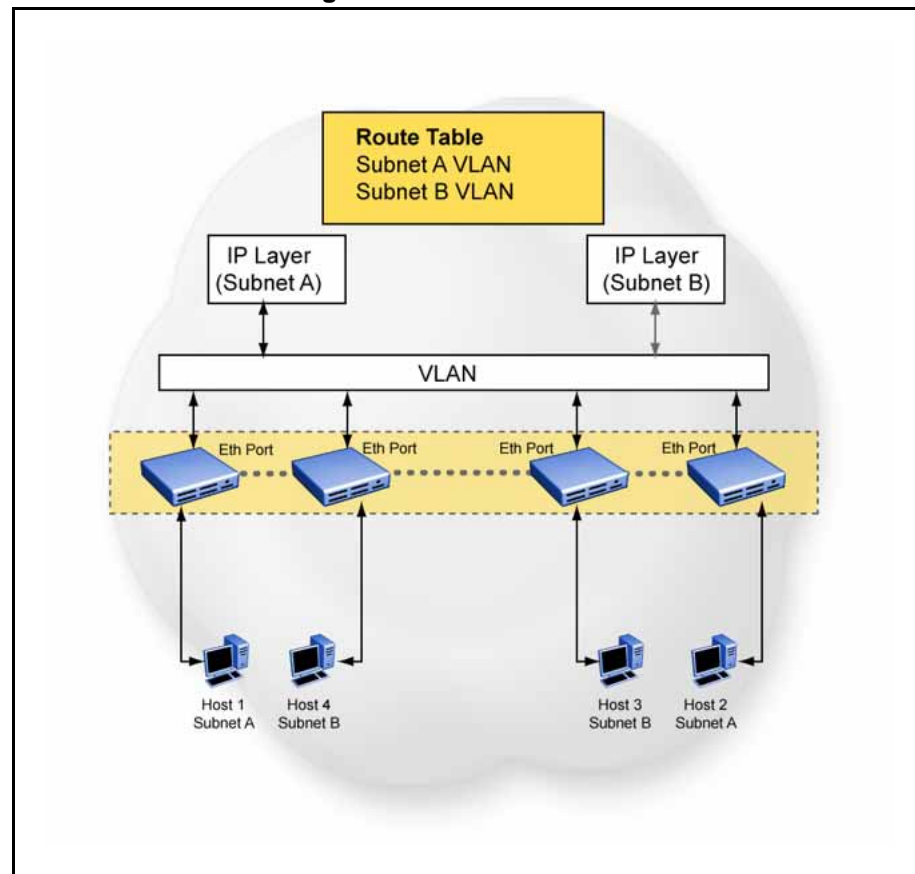 Route Table
Subnet A VLAN
Subnet B VLAN
IP Layer
(Subnet A)
IP Layer
(Subnet B)
VLAN
Eth Port
Eth Port
Eth Port
Eth Port
Host 1
Subnet A
Host 4
Subnet B
Host 3
Subnet B
Host 2
Subnet A